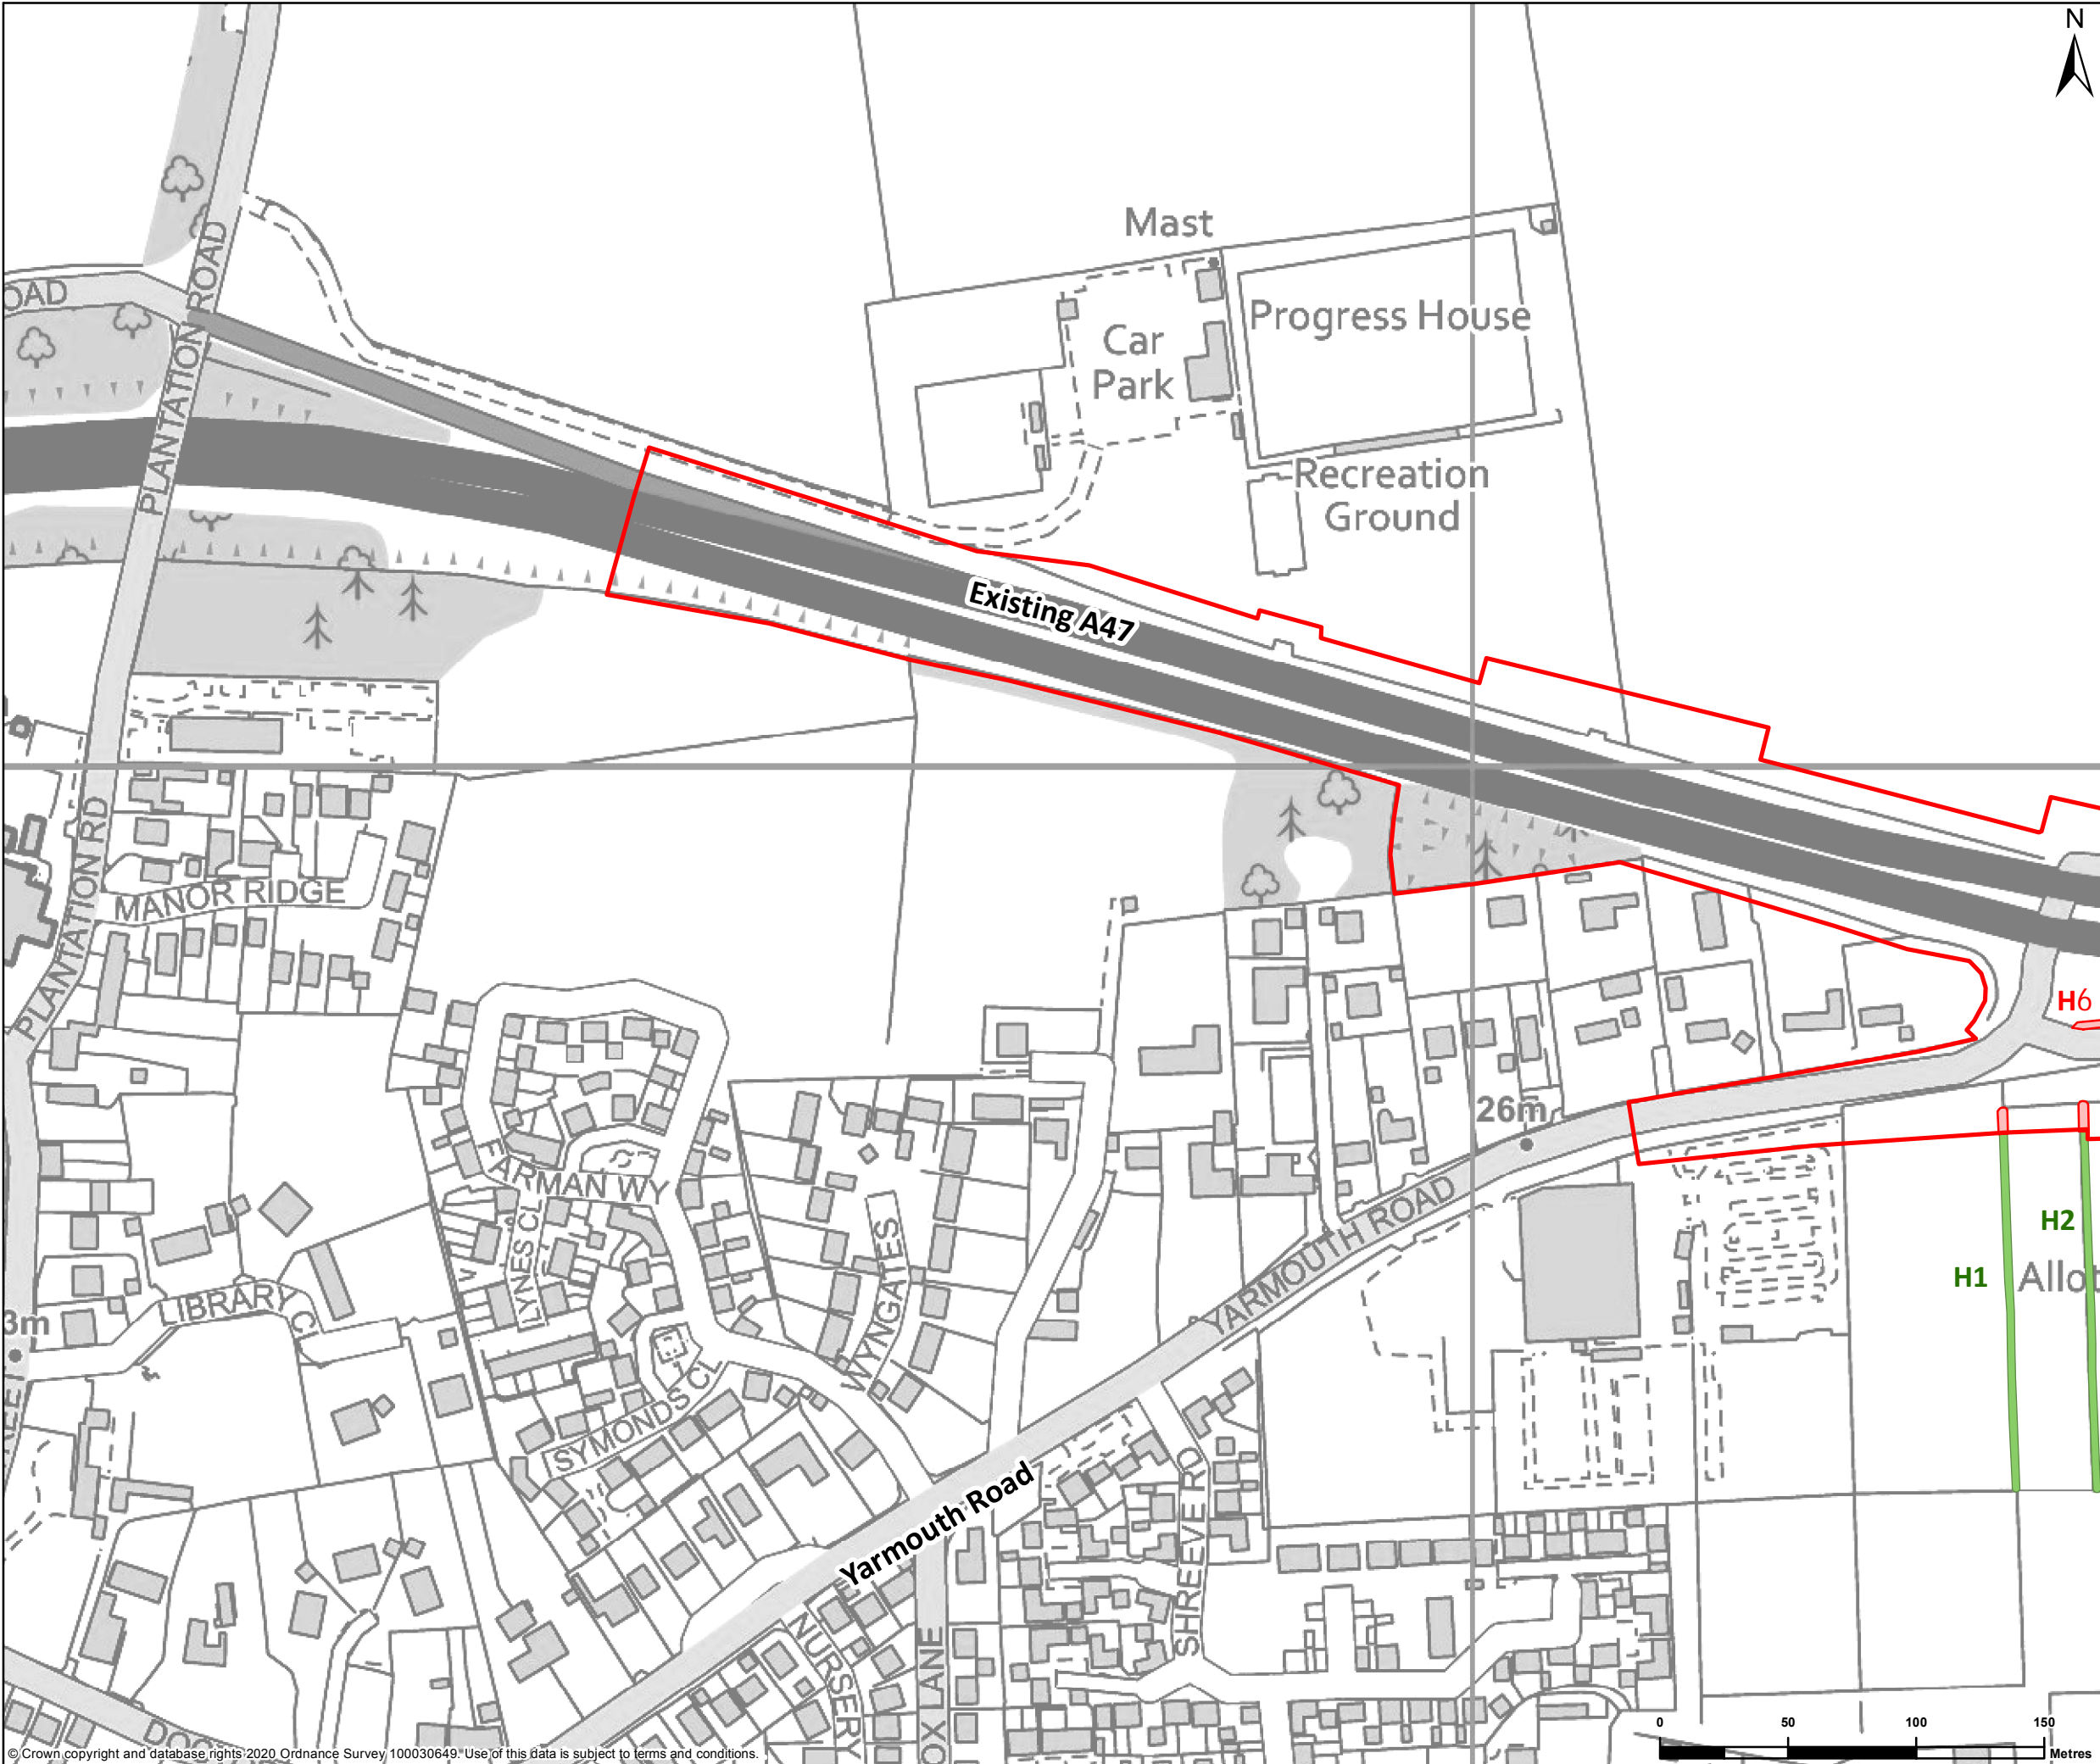 N
Mast
PLANTATION ROAD
OAD
Progress House
Car
Park
Recreation
Ground
Existing A47
MANOR RIDGE
PLANTATION RD
H6
26m
H2
H1
Allot
FARMAN WY
LYNES CL
WYNGATES
YARMOUTH ROAD
LIBRARY CL
3m
SYMONDS CL
Yarmouth Road
SHREEVE RD
NURSERY
OX LANE
0 50 100 150
Metres
© Crown copyright and database rights 2020 Ordnance Survey 100030649. Use of this data is subject to terms and conditions.